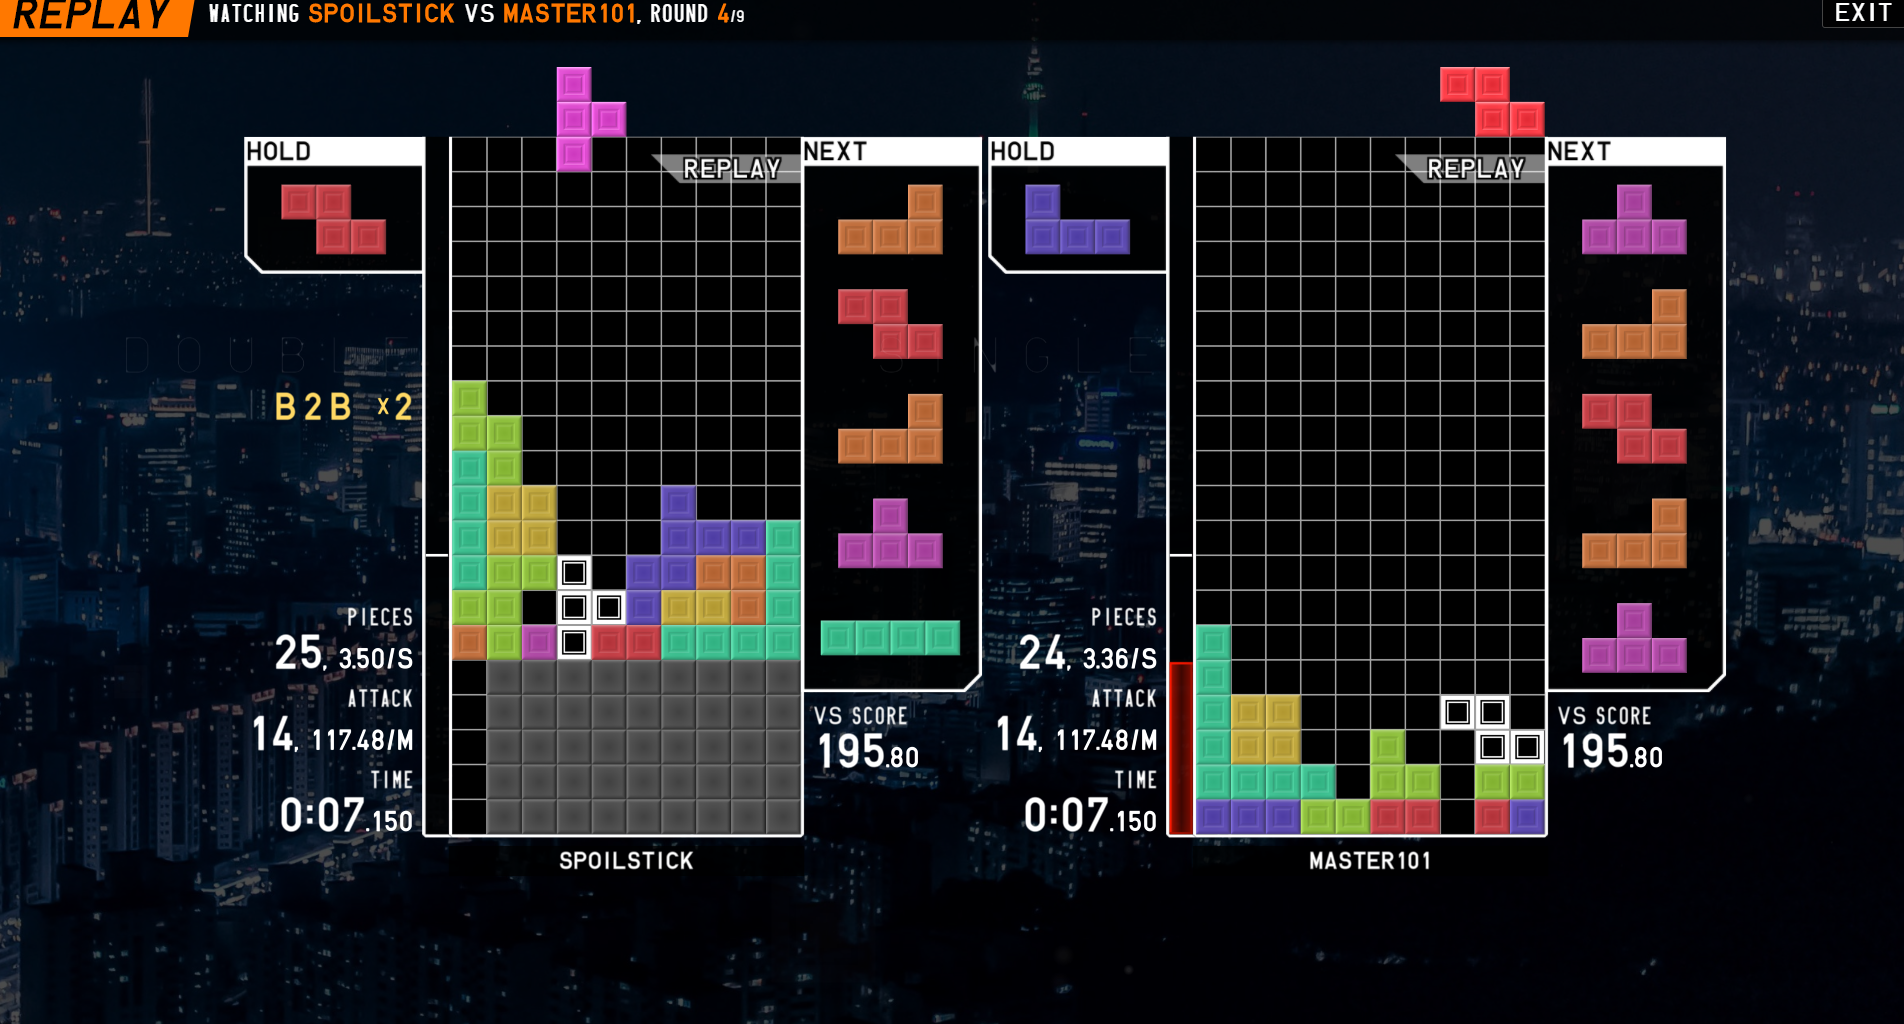 REPLAY WATCHING SPOILSTICK VS MASTER101, ROUND 4/9 EXIT
HOLD
REPLAY
NEXT
DOUBLE
B2B x2
PIECES
25, 3.50/S
ATTACK
14, 117.48/M
TIME
0:07.150
VS SCORE
195.80
SPOILSTICK
HOLD
REPLAY
NEXT
PIECES
24, 3.36/S
ATTACK
14, 117.48/M
TIME
0:07.150
VS SCORE
195.80
MASTER101